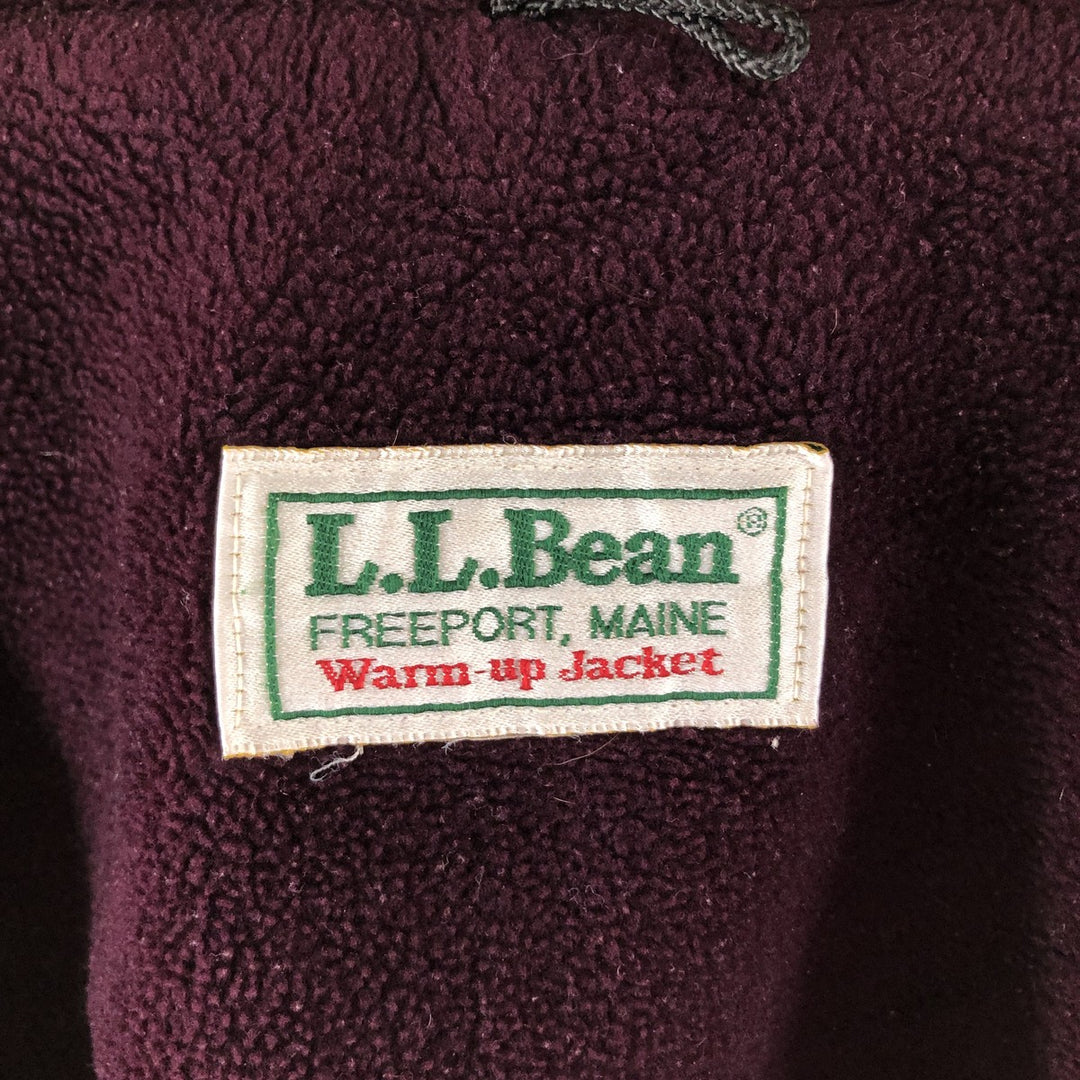 L.L.Bean®
FREEPORT, MAINE
Warm-up Jacket